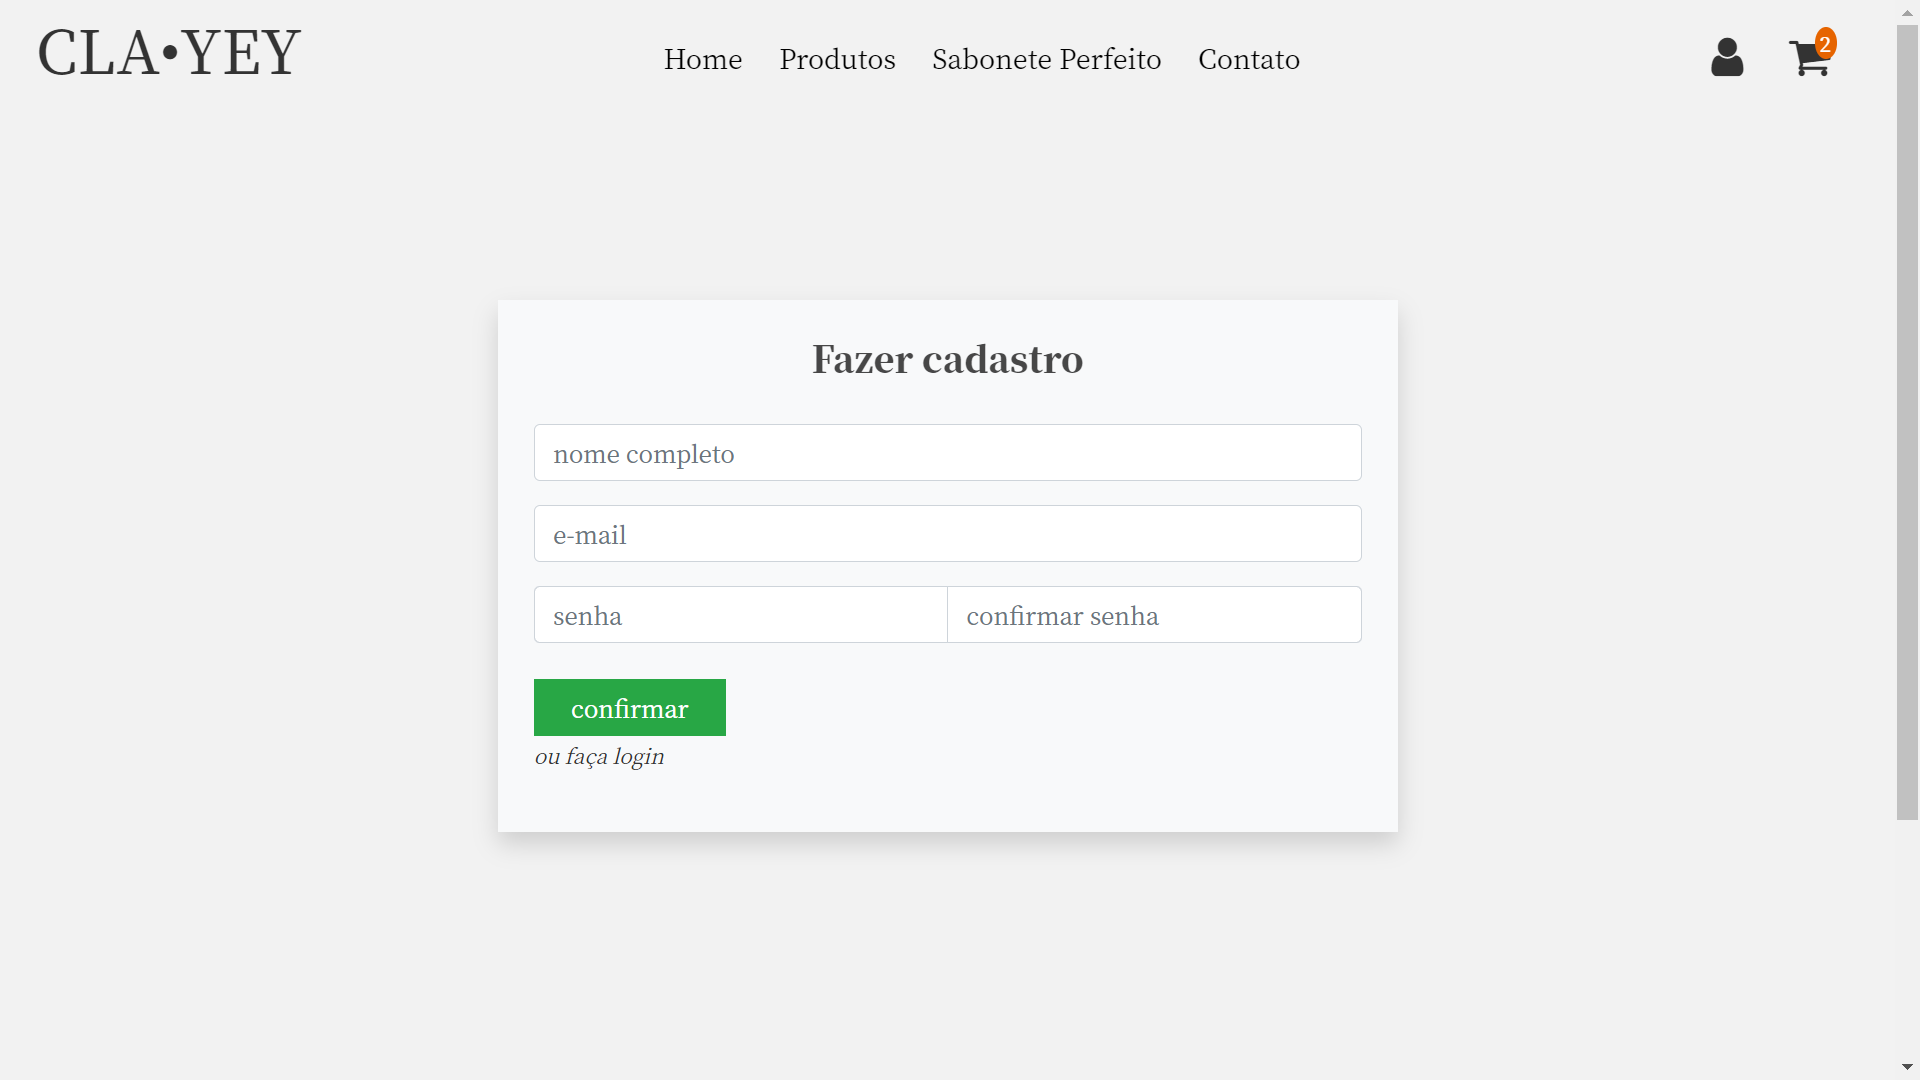 CLA•YEY
Home Produtos Sabonete Perfeito Contato
2
Fazer cadastro
nome completo
e-mail
senha confirmar senha
confirmar
ou faça login